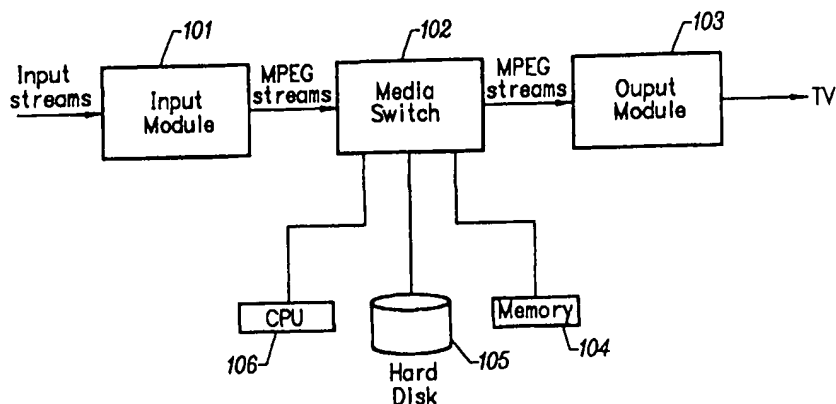 101
102
103
Input
streams
Input
Module
MPEG
streams
Media
Switch
MPEG
streams
Ouput
Module
TV
CPU
106
Hard
Disk
105
Memory
104